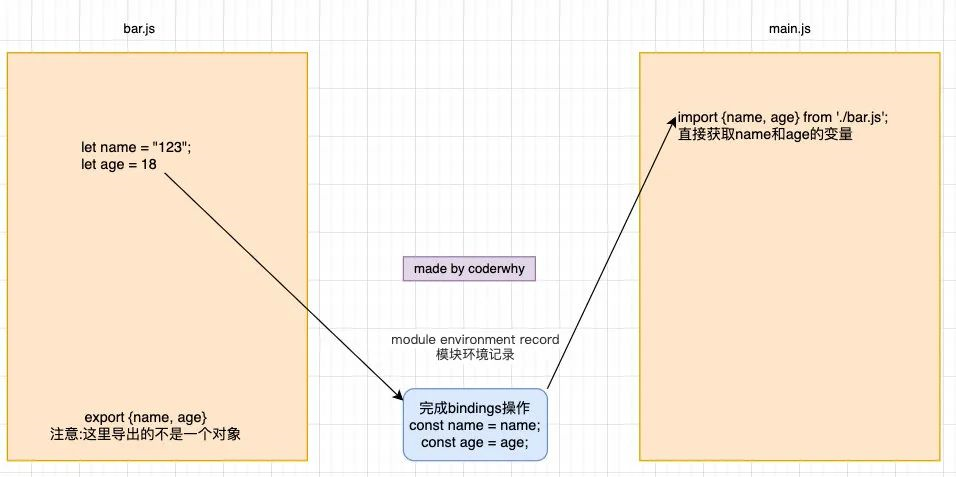 bar.js
main.js
let name = "123";
let age = 18
import {name, age} from './bar.js';
直接获取name和age的变量
made by coderwhy
module environment record
模块环境记录
完成bindings操作
const name = name;
const age = age;
export {name, age}
注意:这里导出的不是一个对象